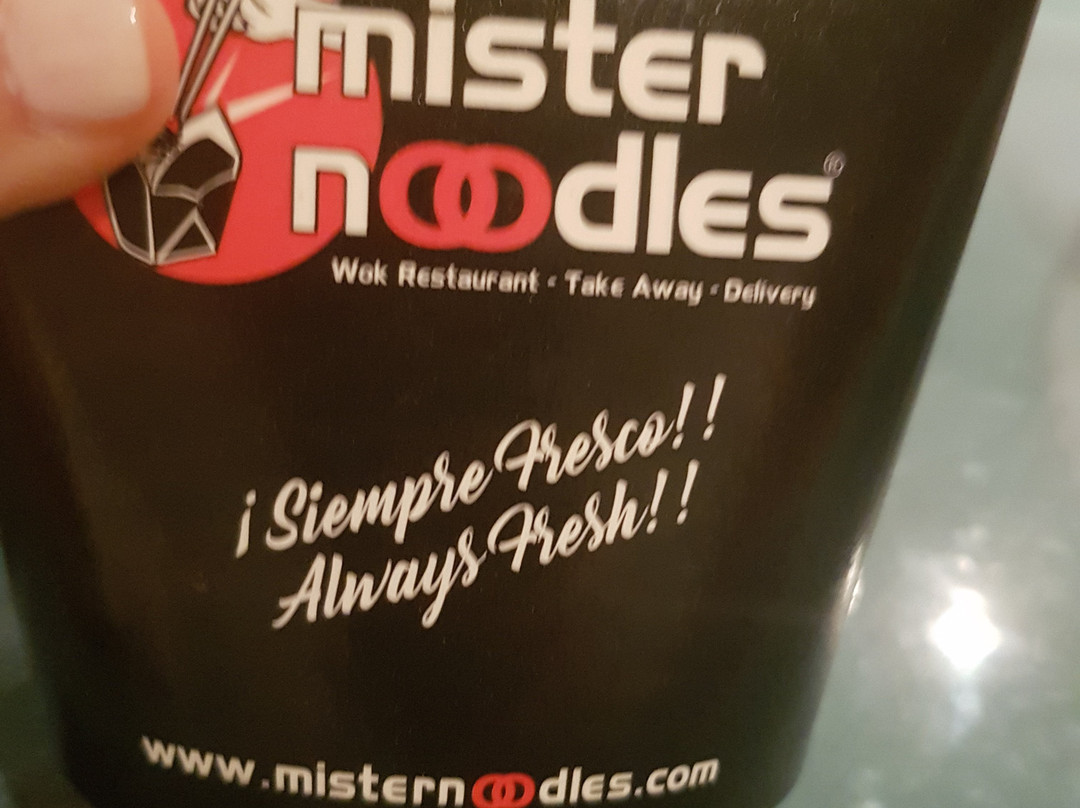 mister
noodles®
Wok Restaurant - Take Away - Delivery
¡Siempre Fresco!!
Always Fresh!!
www.misternoodles.com